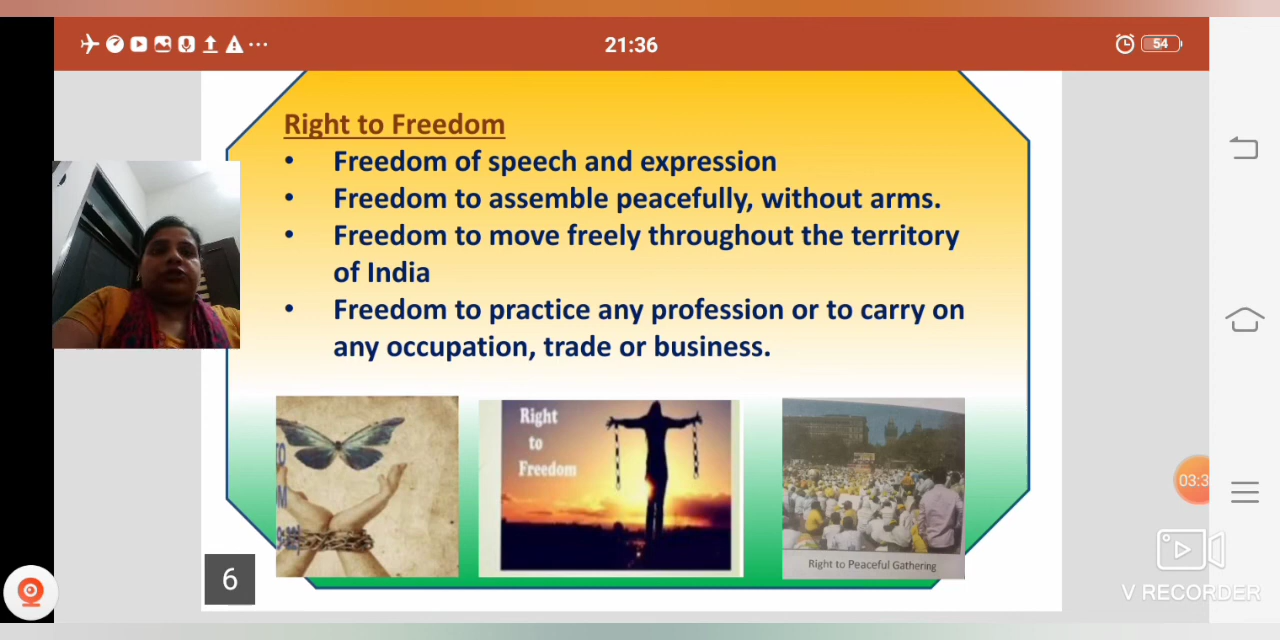 21:36
54
Right to Freedom
• Freedom of speech and expression
• Freedom to assemble peacefully, without arms.
• Freedom to move freely throughout the territory
of India
• Freedom to practice any profession or to carry on
any occupation, trade or business.
Right
to
Freedom
Right to Peaceful Gathering
6
03:3
V RECORDER